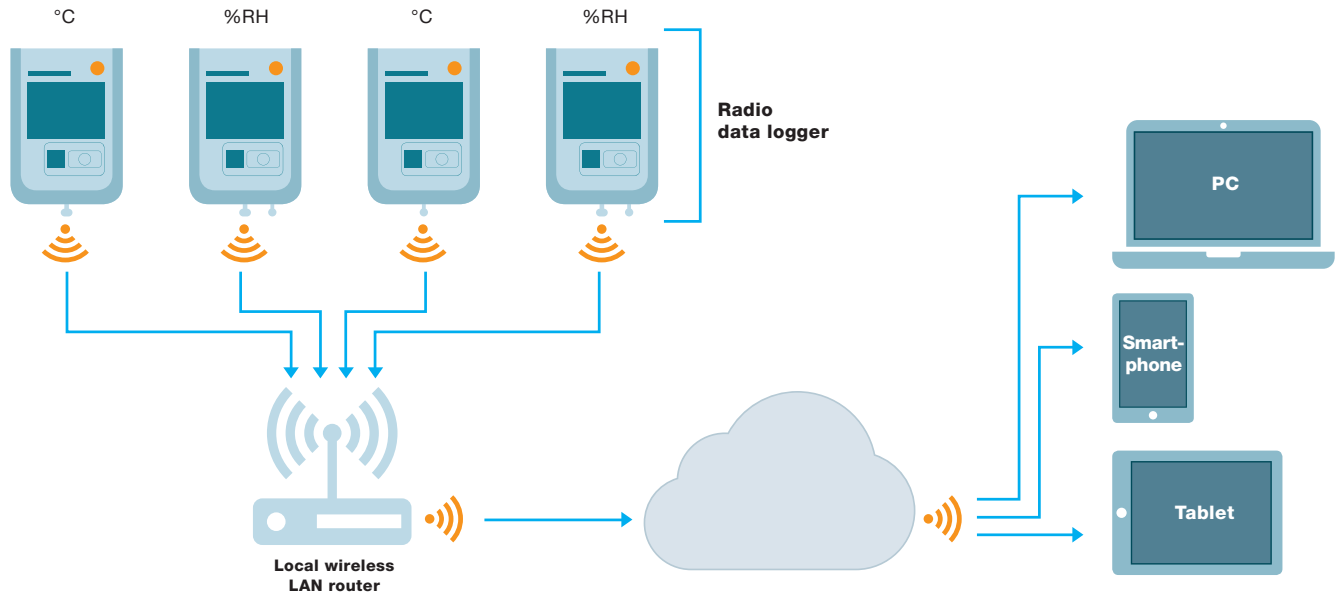 °C
%RH
°C
%RH
Radio
data logger
PC
Smart-
phone
Tablet
Local wireless
LAN router